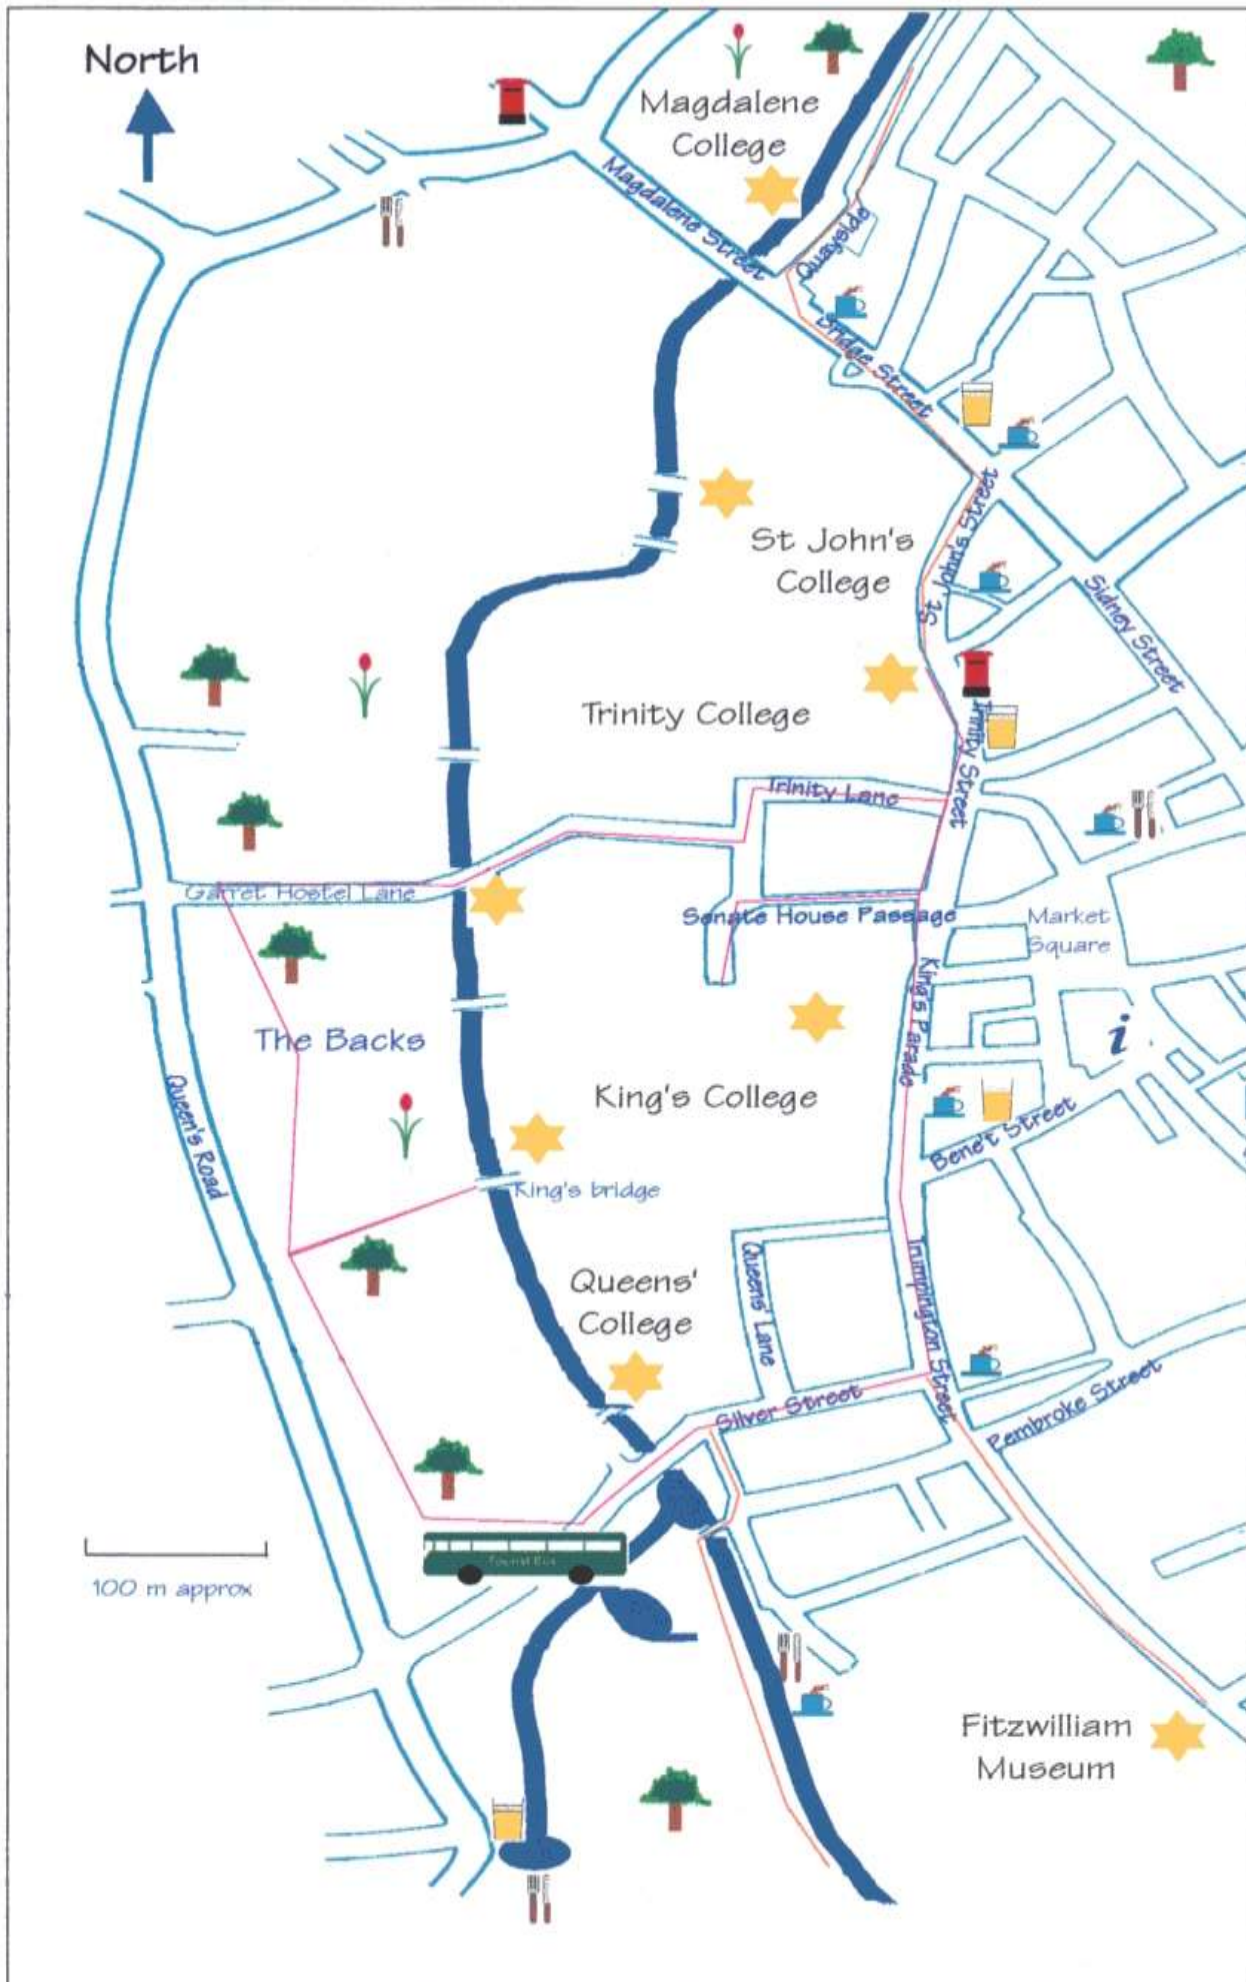 North
Magdalene
College
Magdalene Street
Quayside
Bridge Street
St John's
College
St John's Street
Sidney Street
Trinity College
Trinity Street
Trinity Lane
Garret Hostel Lane
Senate House Passage
Market
Square
King's Parade
The Backs
i
King's College
Bene't Street
Queen's Road
King's bridge
Queens'
College
Queens' Lane
Trumpington Street
Silver Street
Pembroke Street
Tourist Bus
100 m approx
Fitzwilliam
Museum